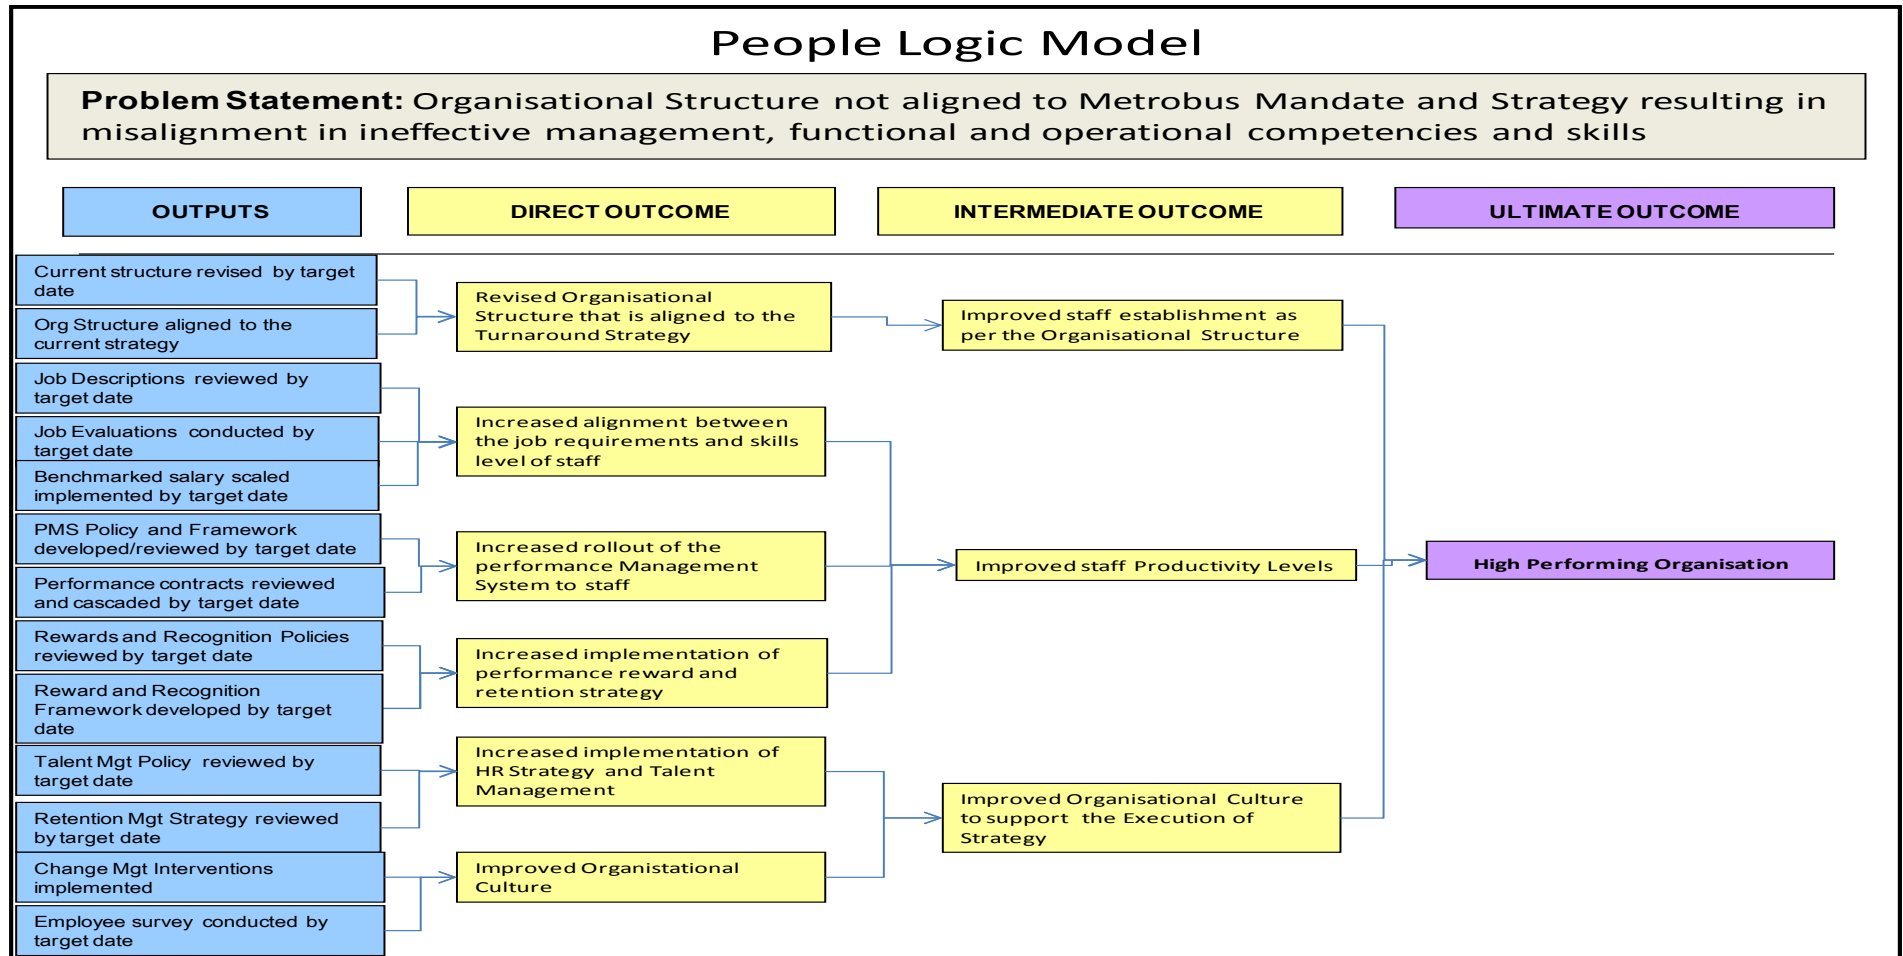 People Logic Model
Problem Statement: Organisational Structure not aligned to Metrobus Mandate and Strategy resulting in
misalignment in ineffective management, functional and operational competencies and skills
OUTPUTS
DIRECT OUTCOME
INTERMEDIATE OUTCOME
ULTIMATE OUTCOME
Current structure revised by target
date
Org Structure aligned to the
current strategy
Job Descriptions reviewed by
target date
Job Evaluations conducted by
target date
Benchmarked salary scaled
implemented by target date
PMS Policy and Framework
developed/reviewed by target date
Performance contracts reviewed
and cascaded by target date
Rewards and Recognition Policies
reviewed by target date
Reward and Recognition
Framework developed by target
date
Talent Mgt Policy reviewed by
target date
Retention Mgt Strategy reviewed
by target date
Change Mgt Interventions
implemented
Employee survey conducted by
target date
Revised Organisational
Structure that is aligned to the
Turnaround Strategy
Increased alignment between
the job requirements and skills
level of staff
Increased rollout of the
performance Management
System to staff
Increased implementation of
performance reward and
retention strategy
Increased implementation of
HR Strategy and Talent
Management
Improved Organistational
Culture
Improved staff establishment as
per the Organisational Structure
Improved staff Productivity Levels
Improved Organisational Culture
to support the Execution of
Strategy
High Performing Organisation